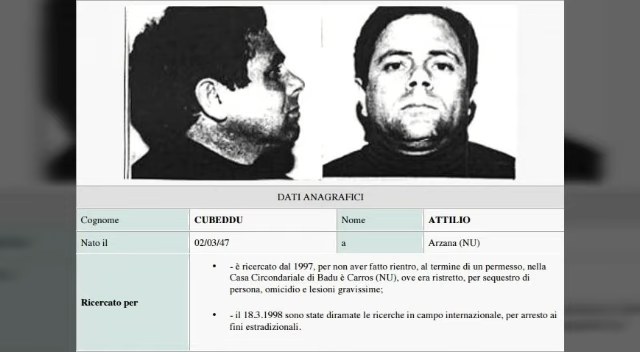 DATI ANAGRAFICI
Cognome CUBEDDU Nome ATTILIO
Nato il 02/03/47 a Arzana (NU)
Ricercato per
• - è ricercato dal 1997, per non aver fatto rientro, al termine di un permesso, nella
Casa Circondariale di Badu è Carros (NU), ove era ristretto, per sequestro di
persona, omicidio e lesioni gravissime;
• - il 18.3.1998 sono state diramate le ricerche in campo internazionale, per arresto ai
fini estradizionali.